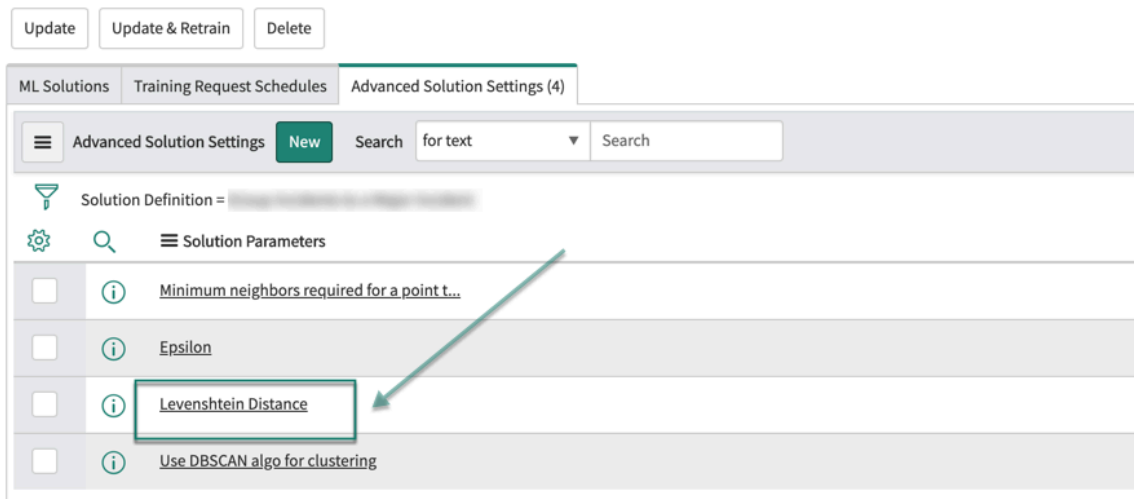 Update Update & Retrain Delete
ML Solutions Training Request Schedules Advanced Solution Settings (4)
Advanced Solution Settings New Search for text Search
Solution Definition =
Solution Parameters
Minimum neighbors required for a point t...
Epsilon
Levenshtein Distance
Use DBSCAN algo for clustering